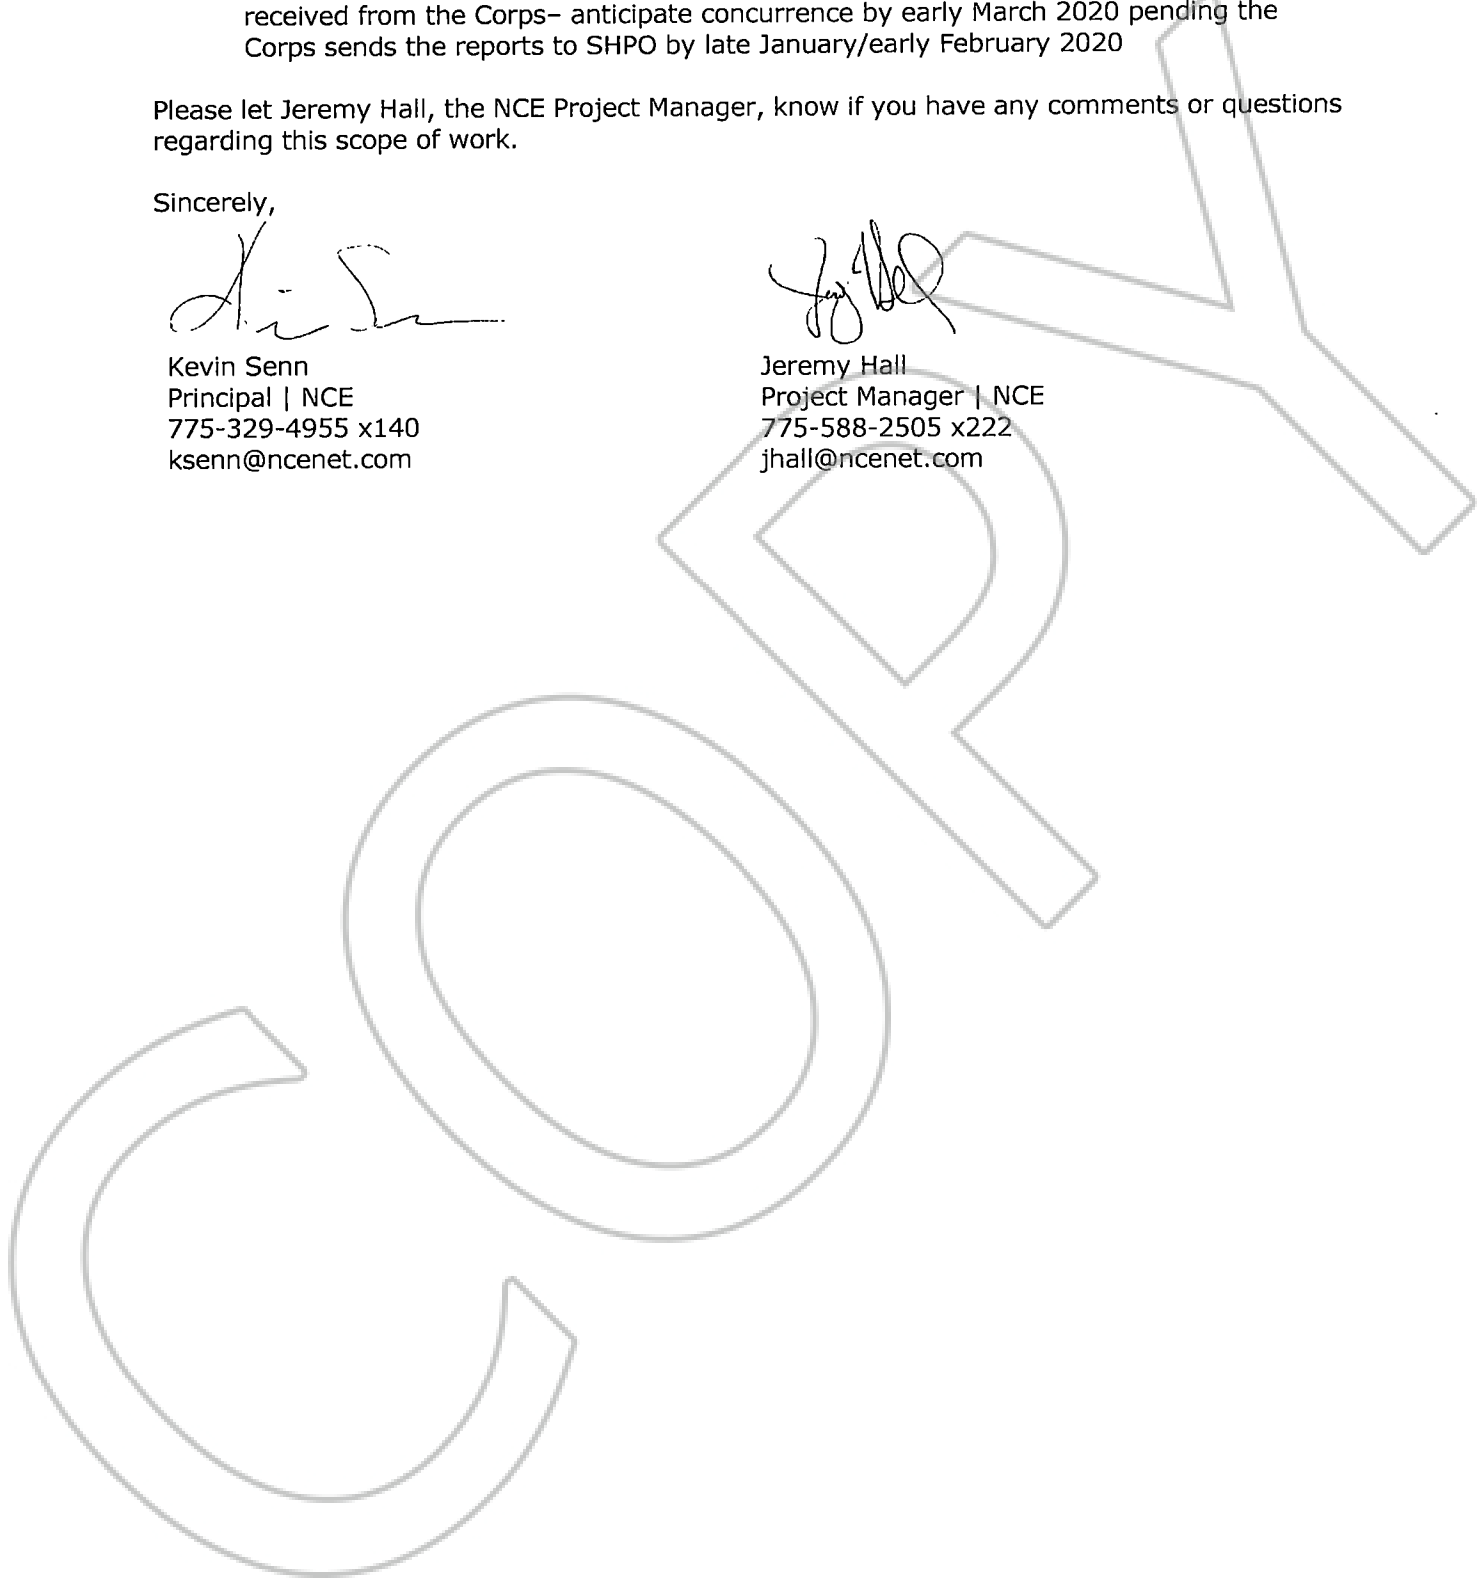 received from the Corps– anticipate concurrence by early March 2020 pending the
Corps sends the reports to SHPO by late January/early February 2020
Please let Jeremy Hall, the NCE Project Manager, know if you have any comments or questions
regarding this scope of work.
Sincerely,
Kevin Senn
Principal | NCE
775-329-4955 x140
ksenn@ncenet.com
Jeremy Hall
Project Manager | NCE
775-588-2505 x222
jhall@ncenet.com
COPY